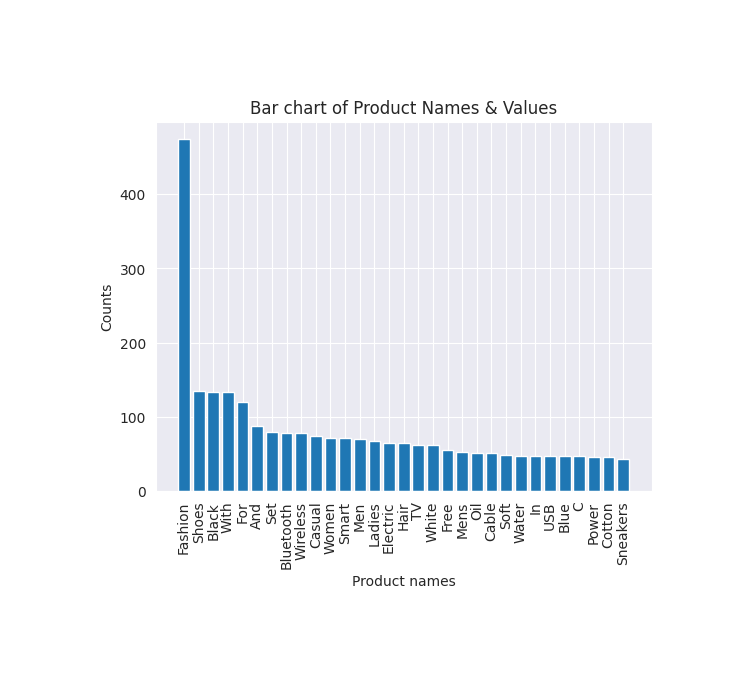 Bar chart of Product Names & Values
Counts
400
300
200
100
0
Fashion
Shoes
Black
With
For
And
Set
Bluetooth
Wireless
Casual
Women
Smart
Men
Ladies
Electric
Hair
TV
White
Free
Mens
Oil
Cable
Soft
Water
In
USB
Blue
C
Power
Cotton
Sneakers
Product names